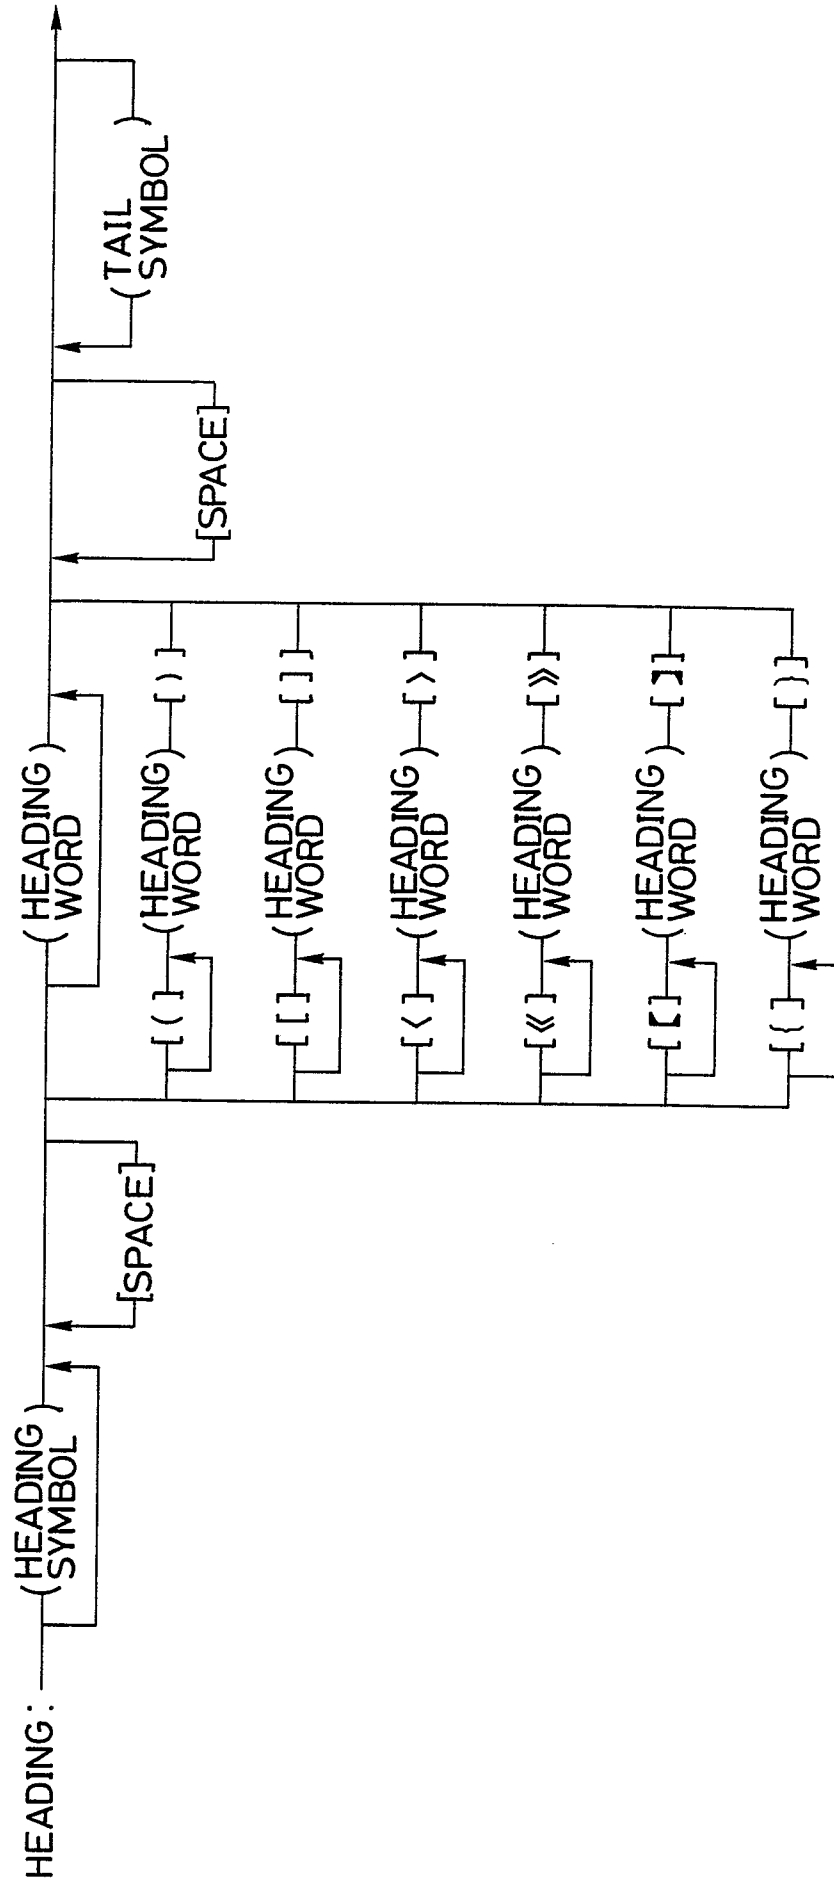 HEADING:
(HEADING
SYMBOL)
[SPACE]
(HEADING
WORD)
[(] (HEADING
WORD) [)]
[[] (HEADING
WORD) []]
[<] (HEADING
WORD) [>]
[《] (HEADING
WORD) [》]
[【] (HEADING
WORD) [】]
[{] (HEADING
WORD) [}]
[SPACE]
(TAIL
SYMBOL)